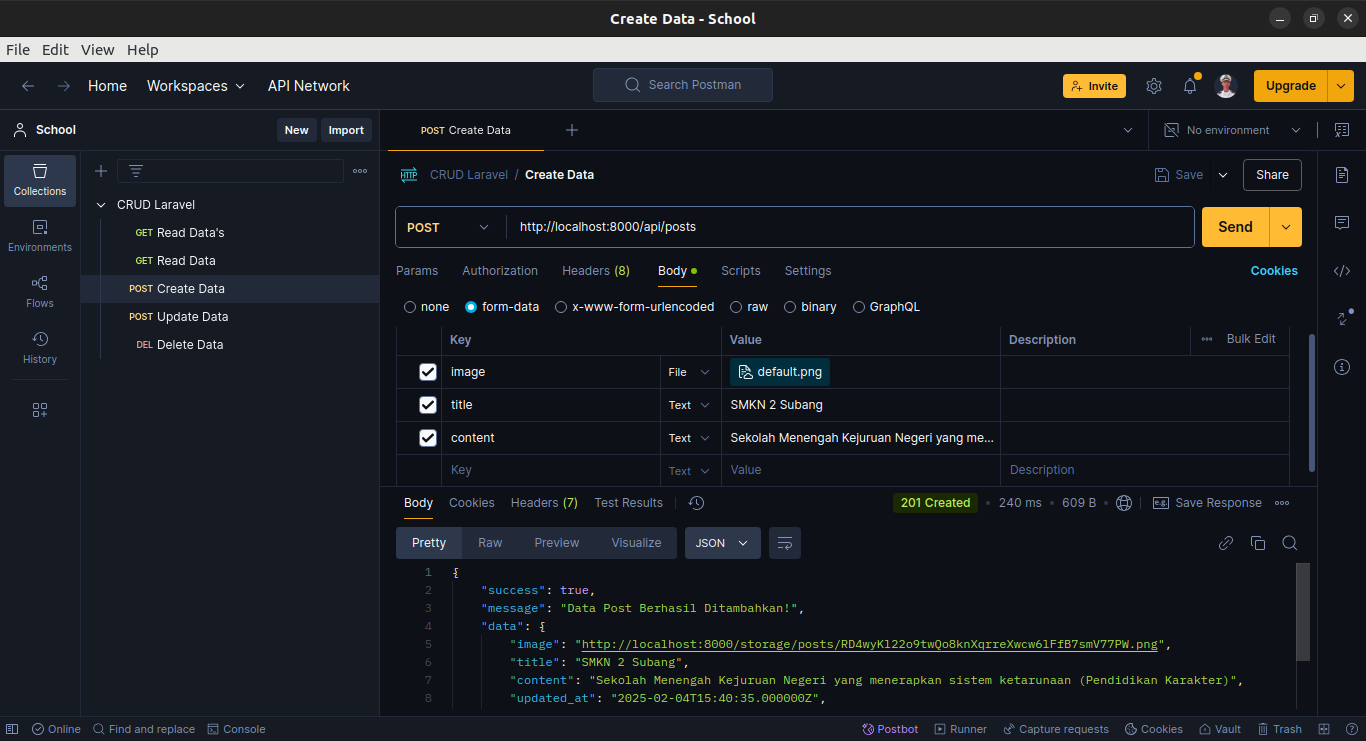 Create Data - School
File Edit View Help
Home Workspaces API Network Search Postman Invite Upgrade
School New Import
POST Create Data No environment
Collections
Environments
Flows
History
CRUD Laravel
GET Read Data's
GET Read Data
POST Create Data
POST Update Data
DEL Delete Data
HTTP CRUD Laravel / Create Data Save Share
POST http://localhost:8000/api/posts Send
Params Authorization Headers (8) Body Scripts Settings Cookies
none form-data x-www-form-urlencoded raw binary GraphQL
Key Value Description Bulk Edit
image File default.png
title Text SMKN 2 Subang
content Text Sekolah Menengah Kejuruan Negeri yang me...
Key Text Value Description
Body Cookies Headers (7) Test Results 201 Created 240 ms 609 B e.g. Save Response
Pretty Raw Preview Visualize JSON
1 {
2 "success": true,
3 "message": "Data Post Berhasil Ditambahkan!",
4 "data": {
5 "image": "http://localhost:8000/storage/posts/RD4wyKl22o9twQo8knXqrreXwcw6lFfB7smV77PW.png",
6 "title": "SMKN 2 Subang",
7 "content": "Sekolah Menengah Kejuruan Negeri yang menerapkan sistem ketarunaan (Pendidikan Karakter)",
8 "updated_at": "2025-02-04T15:40:35.000000Z",
Online Find and replace Console Postbot Runner Capture requests Cookies Vault Trash